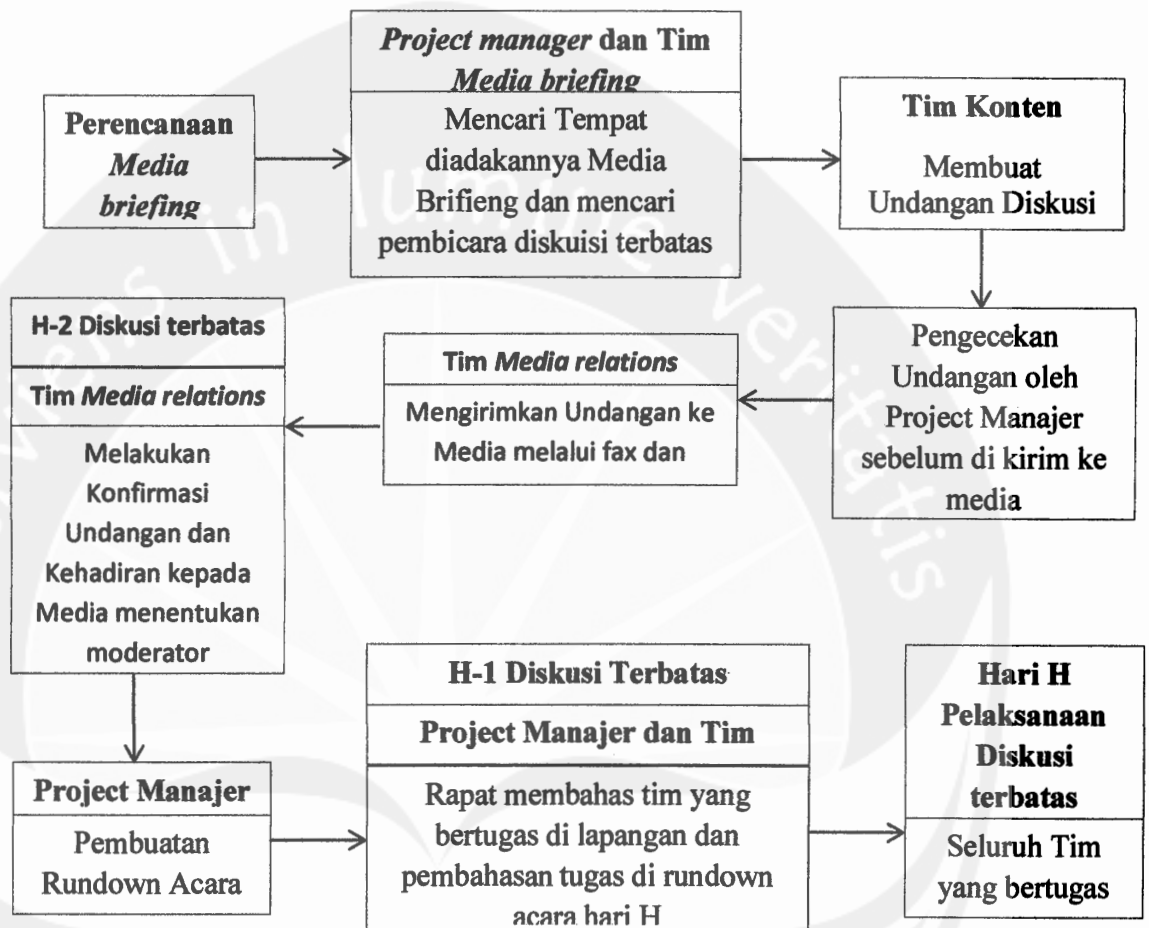 Perencanaan
Media
briefing
Project manager dan Tim
Media briefing
Mencari Tempat
diadakannya Media
Brifieng dan mencari
pembicara diskuisi terbatas
Tim Konten
Membuat
Undangan Diskusi
Pengecekan
Undangan oleh
Project Manajer
sebelum di kirim ke
media
Tim Media relations
Mengirimkan Undangan ke
Media melalui fax dan
H-2 Diskusi terbatas
Tim Media relations
Melakukan
Konfirmasi
Undangan dan
Kehadiran kepada
Media menentukan
moderator
Project Manajer
Pembuatan
Rundown Acara
H-1 Diskusi Terbatas
Project Manajer dan Tim
Rapat membahas tim yang
bertugas di lapangan dan
pembahasan tugas di rundown
acara hari H
Hari H
Pelaksanaan
Diskusi
terbatas
Seluruh Tim
yang bertugas
in lumine veritatis